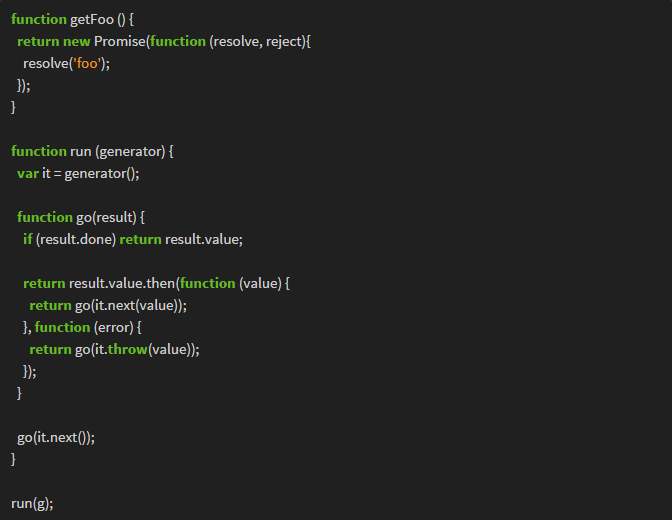 function getFoo () {
return new Promise(function (resolve, reject){
resolve('foo');
});
}
function run (generator) {
var it = generator();
function go(result) {
if (result.done) return result.value;
return result.value.then(function (value) {
return go(it.next(value));
}, function (error) {
return go(it.throw(value));
});
}
go(it.next());
}
run(g);